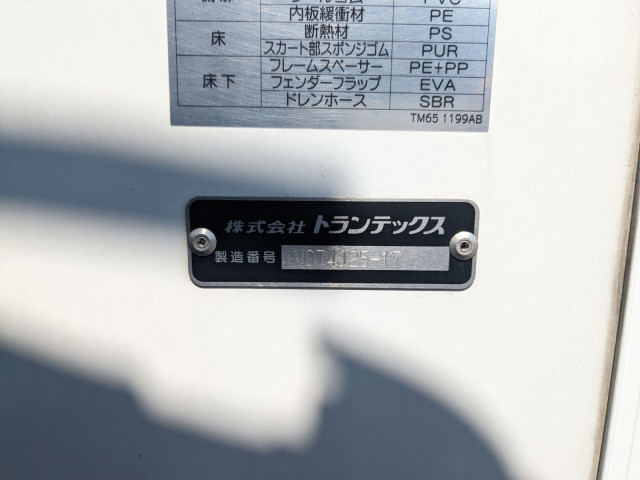 内板緩衝材 PE
床 断熱材 PS
スカート部スポンジゴム PUR
フレームスペーサー PE+PP
床下 フェンダーフラップ EVA
ドレンホース SBR
TM65 1199AB
株式会社 トランテックス
製造番号